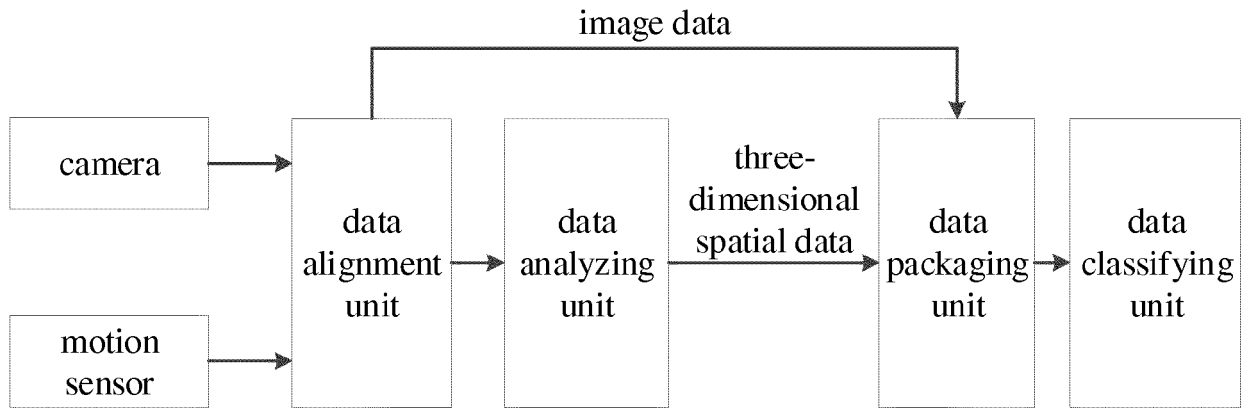 image data
camera
motion
sensor
data
alignment
unit
data
analyzing
unit
three-
dimensional
spatial data
data
packaging
unit
data
classifying
unit